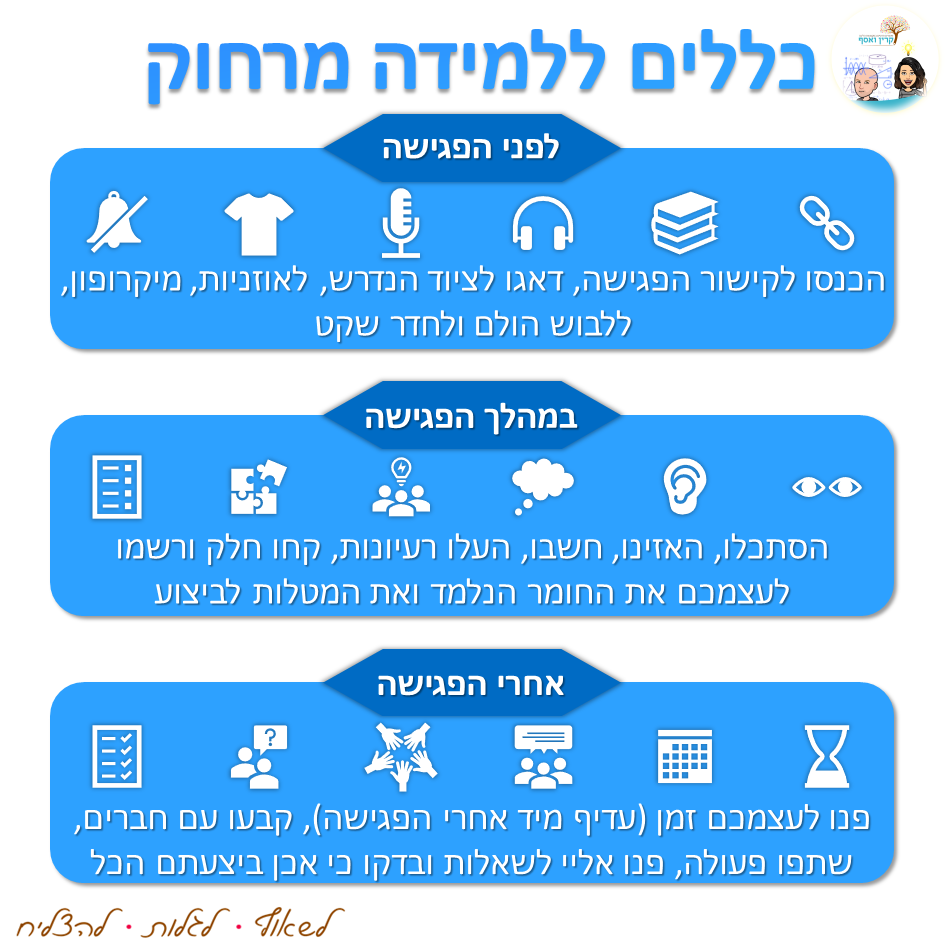 כללים ללמידה מרחוק
קרין ואסף
לפני הפגישה
הכנסו לקישור הפגישה, דאגו לציוד הנדרש, לאוזניות, מיקרופון,
ללבוש הולם ולחדר שקט
במהלך הפגישה
הסתכלו, האזינו, חשבו, העלו רעיונות, קחו חלק ורשמו
לעצמכם את החומר הנלמד ואת המטלות לביצוע
אחרי הפגישה
?
פנו לעצמכם זמן (עדיף מיד אחרי הפגישה), קבעו עם חברים,
שתפו פעולה, פנו אליי לשאלות ובדקו כי אכן ביצעתם הכל
לשאוף • לגלות • להצליח